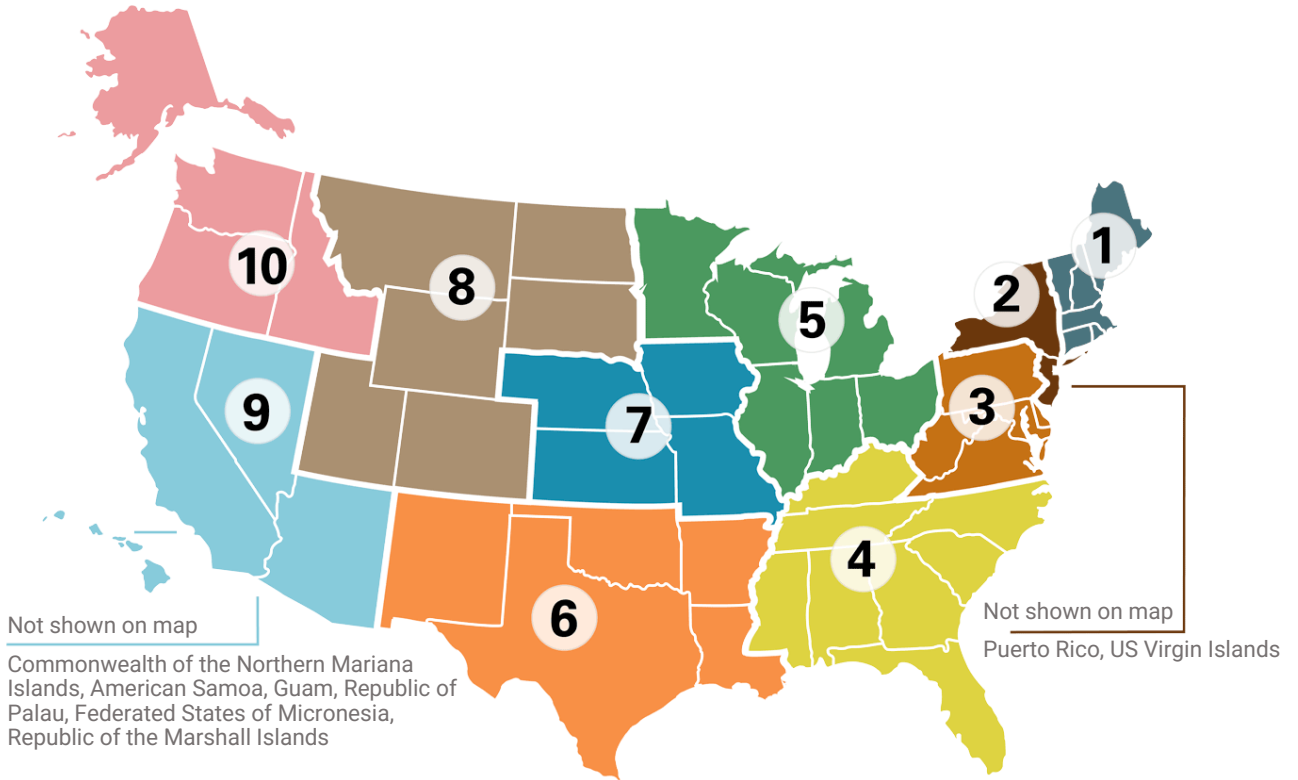 1
10
8
2
5
3
9
7
4
6
Not shown on map
Puerto Rico, US Virgin Islands
Not shown on map
Commonwealth of the Northern Mariana
Islands, American Samoa, Guam, Republic of
Palau, Federated States of Micronesia,
Republic of the Marshall Islands